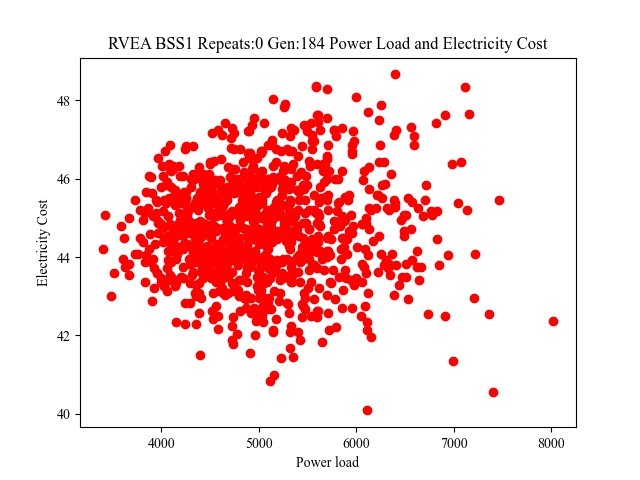 RVEA BSS1 Repeats:0 Gen:184 Power Load and Electricity Cost
48
46
44
42
40
Electricity Cost
4000 5000 6000 7000 8000
Power load